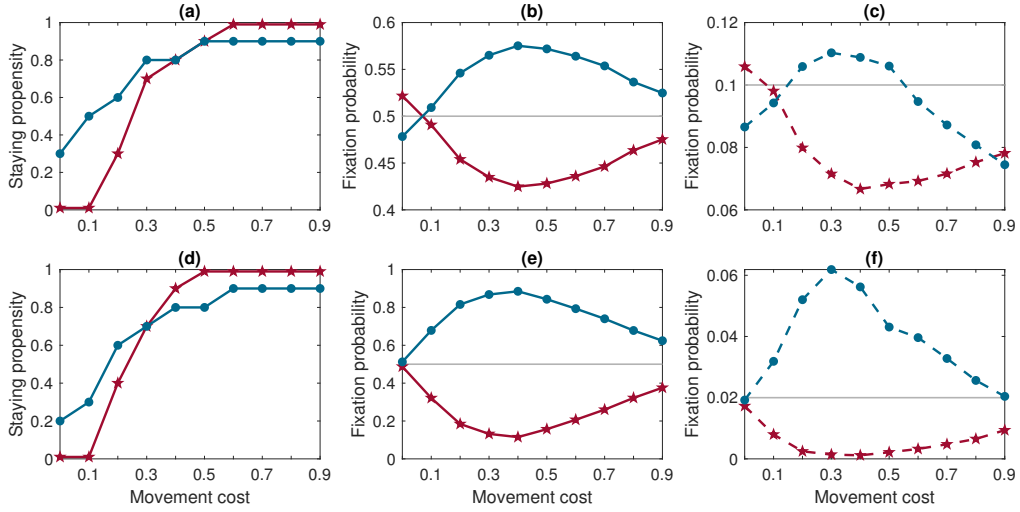 (a) (b) (c)
Staying propensity
1
0.8
0.6
0.4
0.2
0
0.1 0.3 0.5 0.7 0.9
Fixation probability
0.6
0.55
0.5
0.45
0.4
0.1 0.3 0.5 0.7 0.9
Fixation probability
0.12
0.1
0.08
0.06
0.1 0.3 0.5 0.7 0.9
(d) (e) (f)
Staying propensity
1
0.8
0.6
0.4
0.2
0
0.1 0.3 0.5 0.7 0.9
Movement cost
Fixation probability
1
0.8
0.6
0.4
0.2
0
0.1 0.3 0.5 0.7 0.9
Movement cost
Fixation probability
0.06
0.04
0.02
0
0.1 0.3 0.5 0.7 0.9
Movement cost